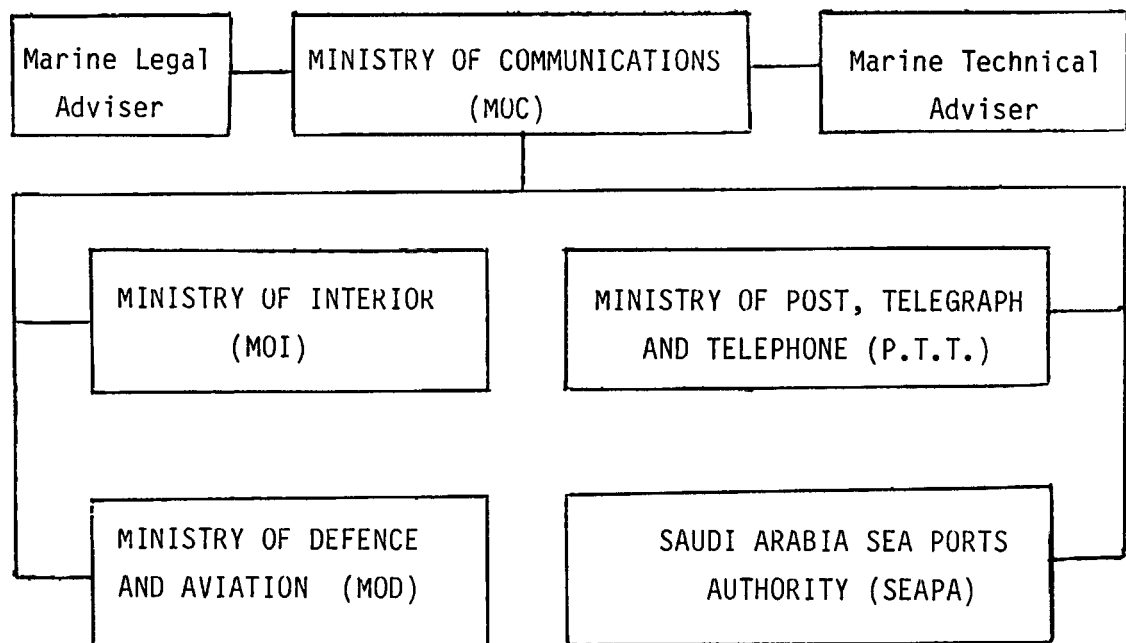 Marine Legal
Adviser
MINISTRY OF COMMUNICATIONS
(MOC)
Marine Technical
Adviser
MINISTRY OF INTERIOR
(MOI)
MINISTRY OF POST, TELEGRAPH
AND TELEPHONE (P.T.T.)
MINISTRY OF DEFENCE
AND AVIATION (MOD)
SAUDI ARABIA SEA PORTS
AUTHORITY (SEAPA)